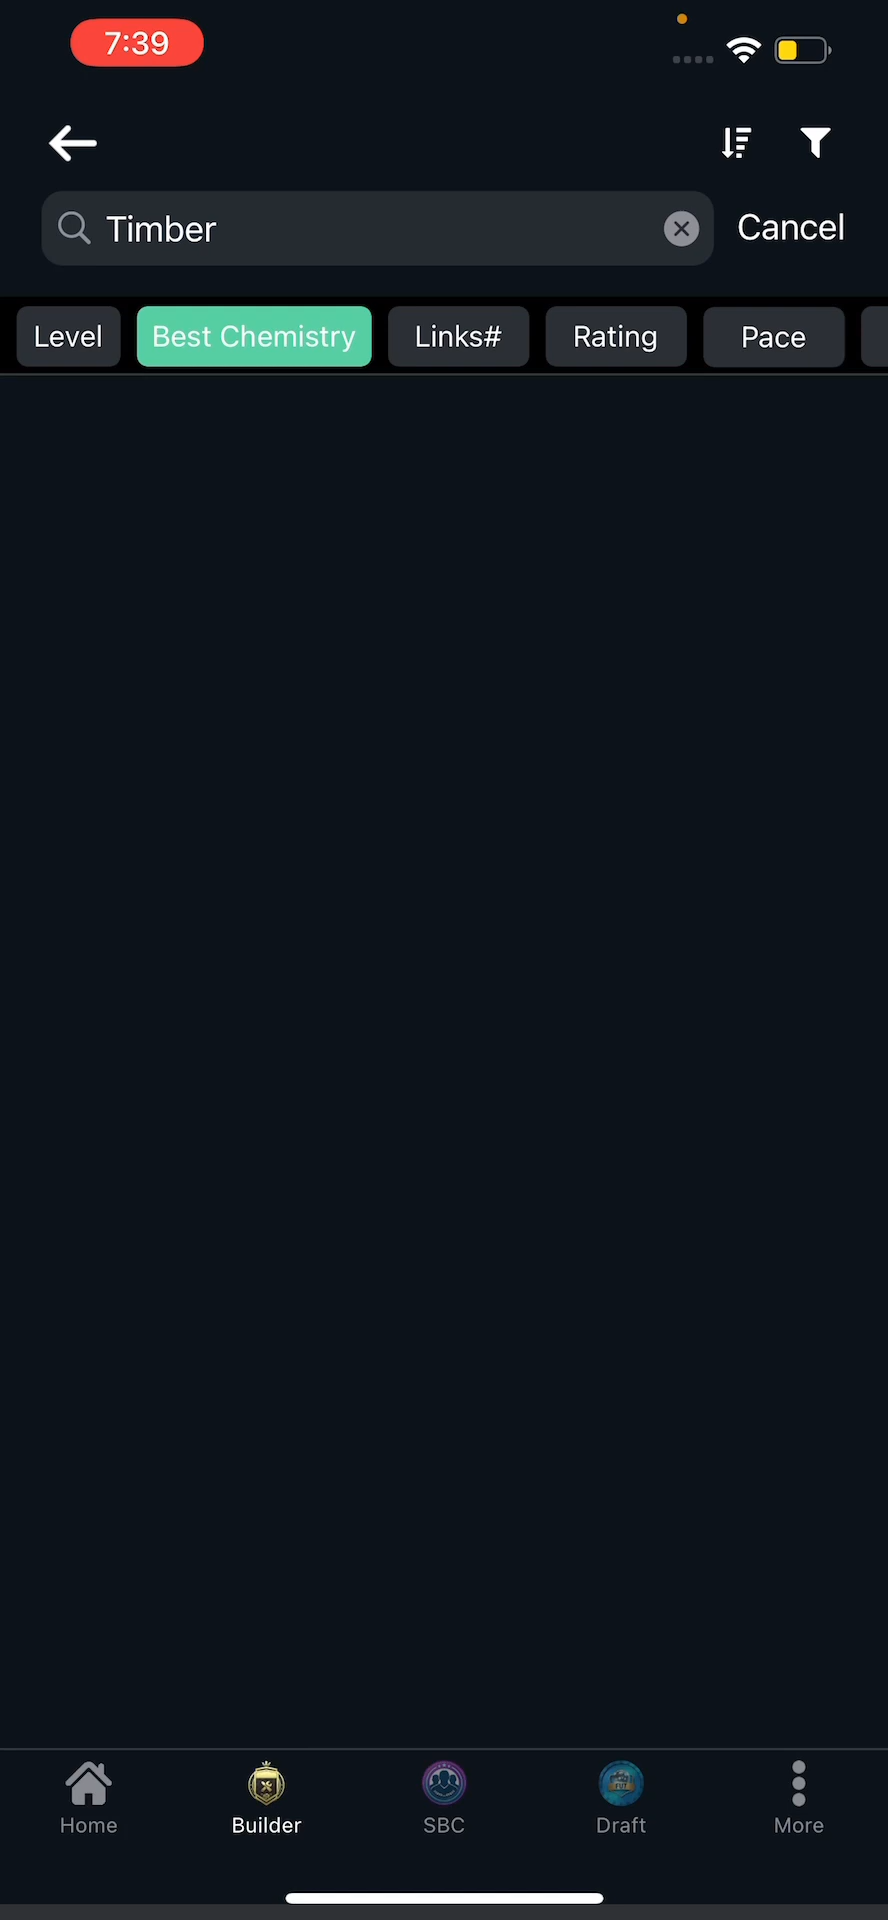 7:39
Timber
Cancel
Level
Best Chemistry
Links#
Rating
Pace
Home
Builder
SBC
Draft
More